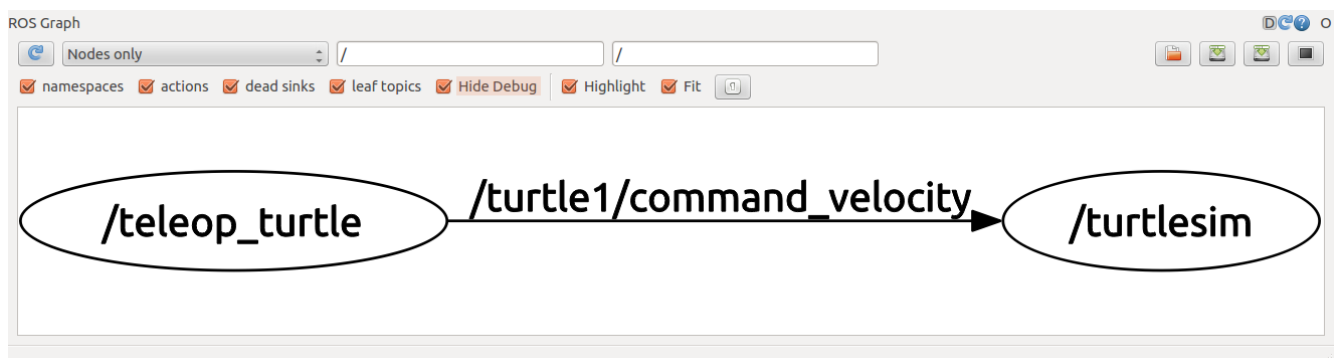 ROS Graph D ? O
Nodes only / /
namespaces actions dead sinks leaf topics Hide Debug Highlight Fit
/turtle1/command_velocity
/teleop_turtle /turtlesim